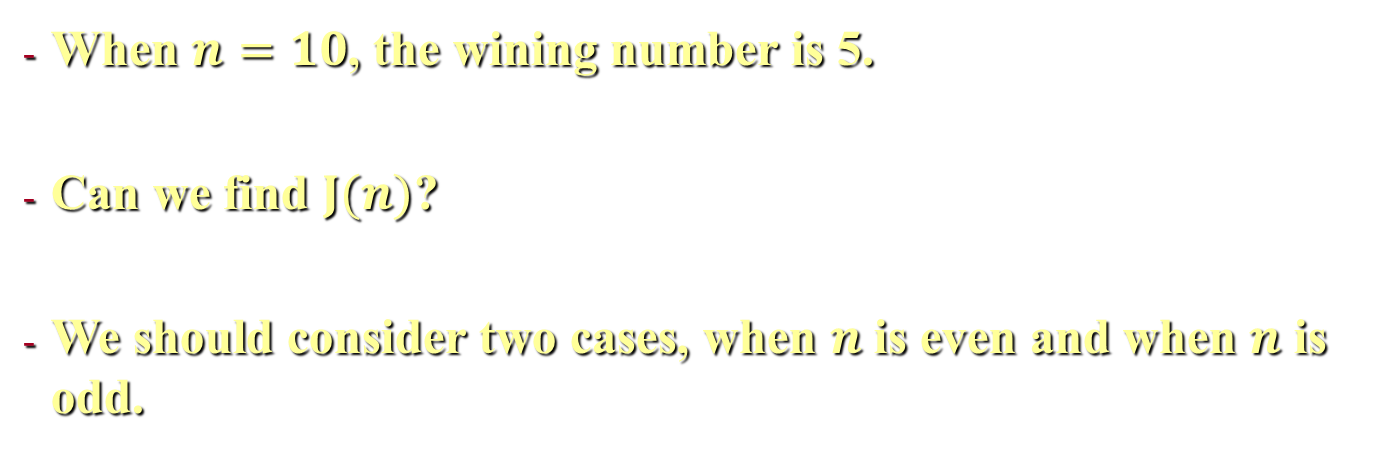 - When n = 10, the wining number is 5.
- Can we find J(n)?
- We should consider two cases, when n is even and when n is
odd.